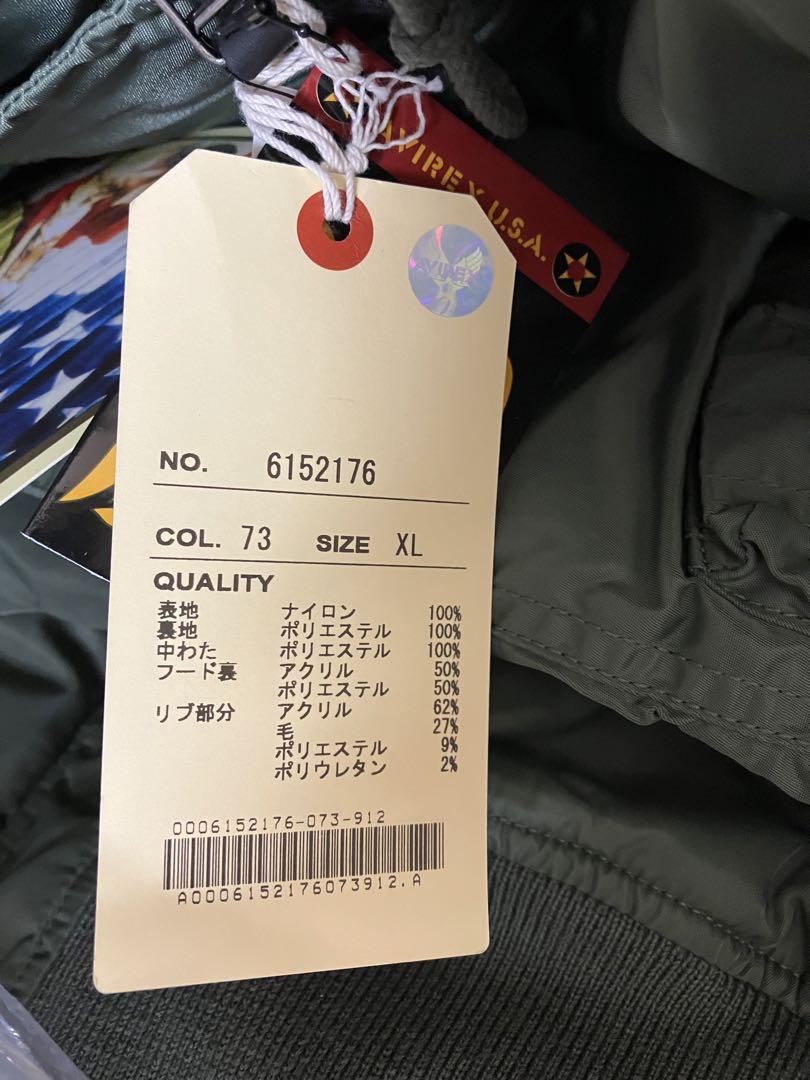 AVIREX U.S.A.
AVIREX
NO. 6152176
COL. 73 SIZE XL
QUALITY
表地 ナイロン 100%
裏地 ポリエステル 100%
中わた ポリエステル 100%
フード裏 アクリル 50%
ポリエステル 50%
リブ部分 アクリル 62%
毛 27%
ポリエステル 9%
ポリウレタン 2%
0006152176-073-912
A0006152176073912.A